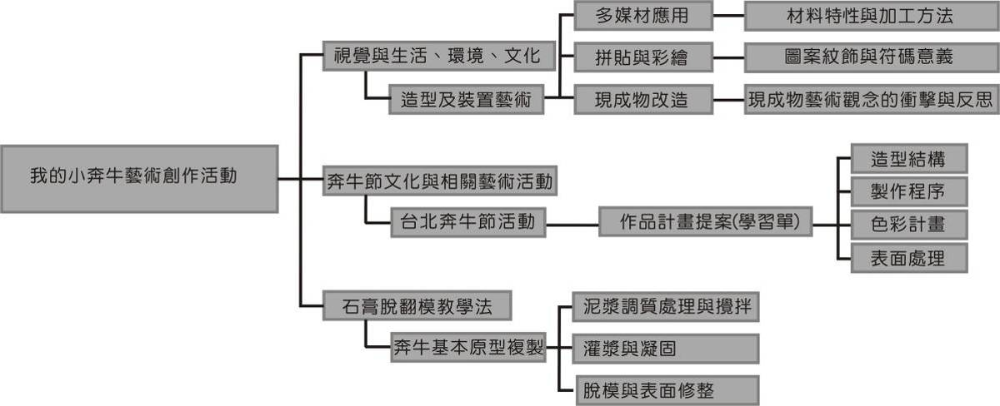 我的小奔牛藝術創作活動
視覺與生活、環境、文化
造型及裝置藝術
多媒材應用
材料特性與加工方法
拼貼與彩繪
圖案紋飾與符碼意義
現成物改造
現成物藝術觀念的衝擊與反思
奔牛節文化與相關藝術活動
台北奔牛節活動
作品計畫提案(學習單)
造型結構
製作程序
色彩計畫
表面處理
石膏脫翻模教學法
奔牛基本原型複製
泥漿調質處理與攪拌
灌漿與凝固
脫模與表面修整